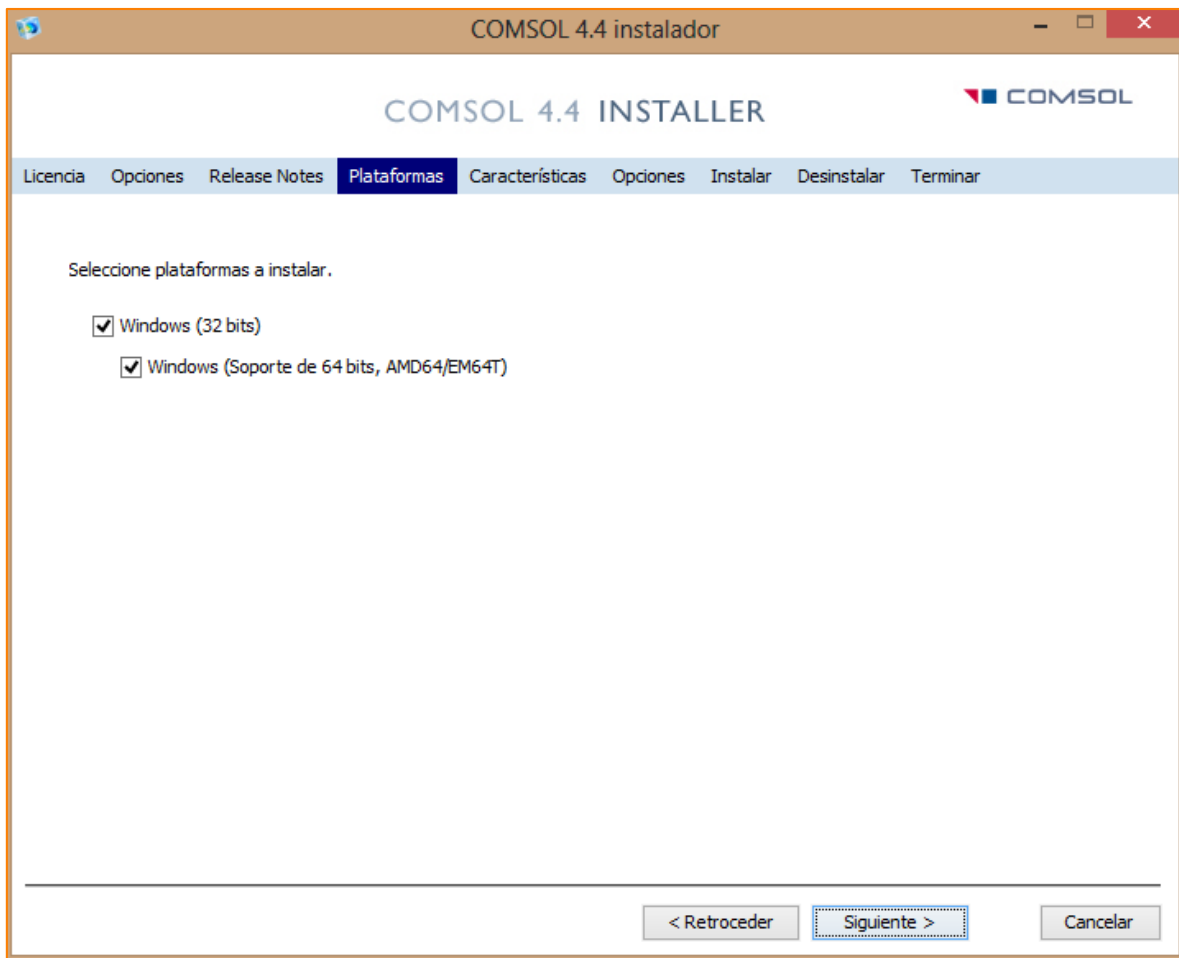 COMSOL 4.4 instalador
COMSOL 4.4 INSTALLER
COMSOL
Licencia Opciones Release Notes Plataformas Características Opciones Instalar Desinstalar Terminar
Seleccione plataformas a instalar.
Windows (32 bits)
Windows (Soporte de 64 bits, AMD64/EM64T)
< Retroceder Siguiente > Cancelar